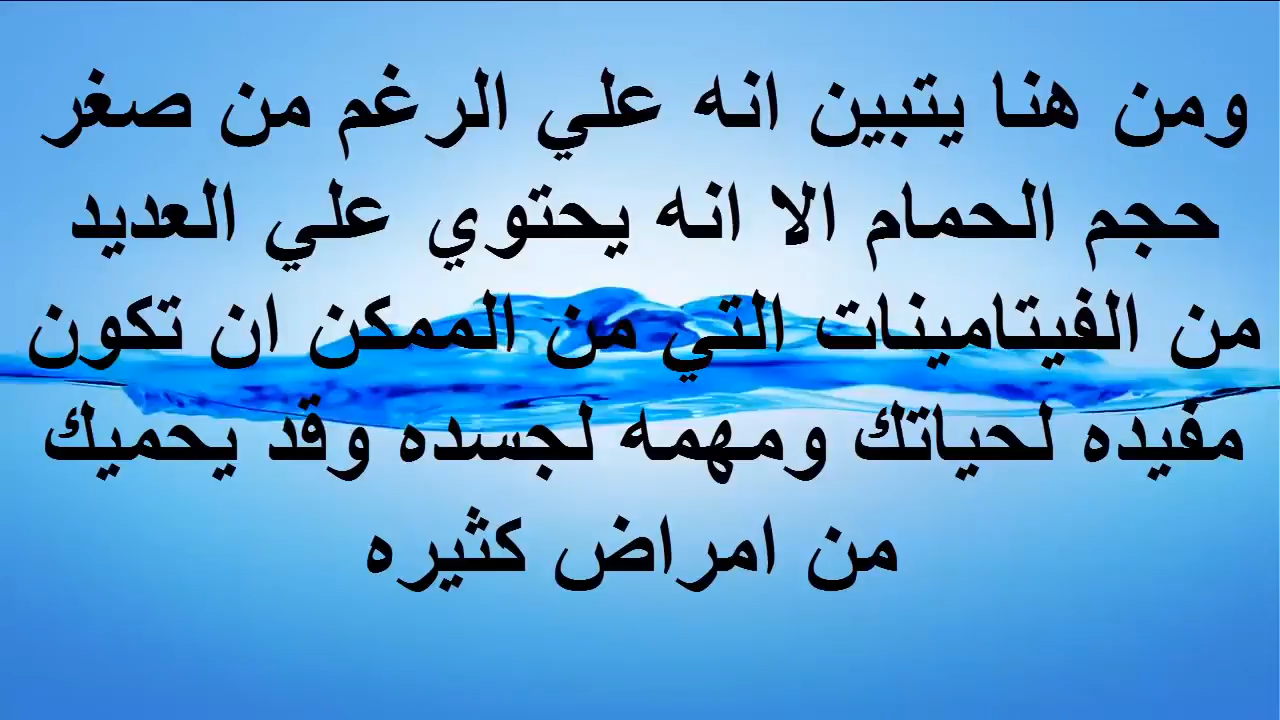 ومن هنا يتبين انه علي الرغم من صغر
حجم الحمام الا انه يحتوي علي العديد
من الفيتامينات التي من الممكن ان تكون
مفيده لحياتك ومهمه لجسده وقد يحميك
من امراض كثيره